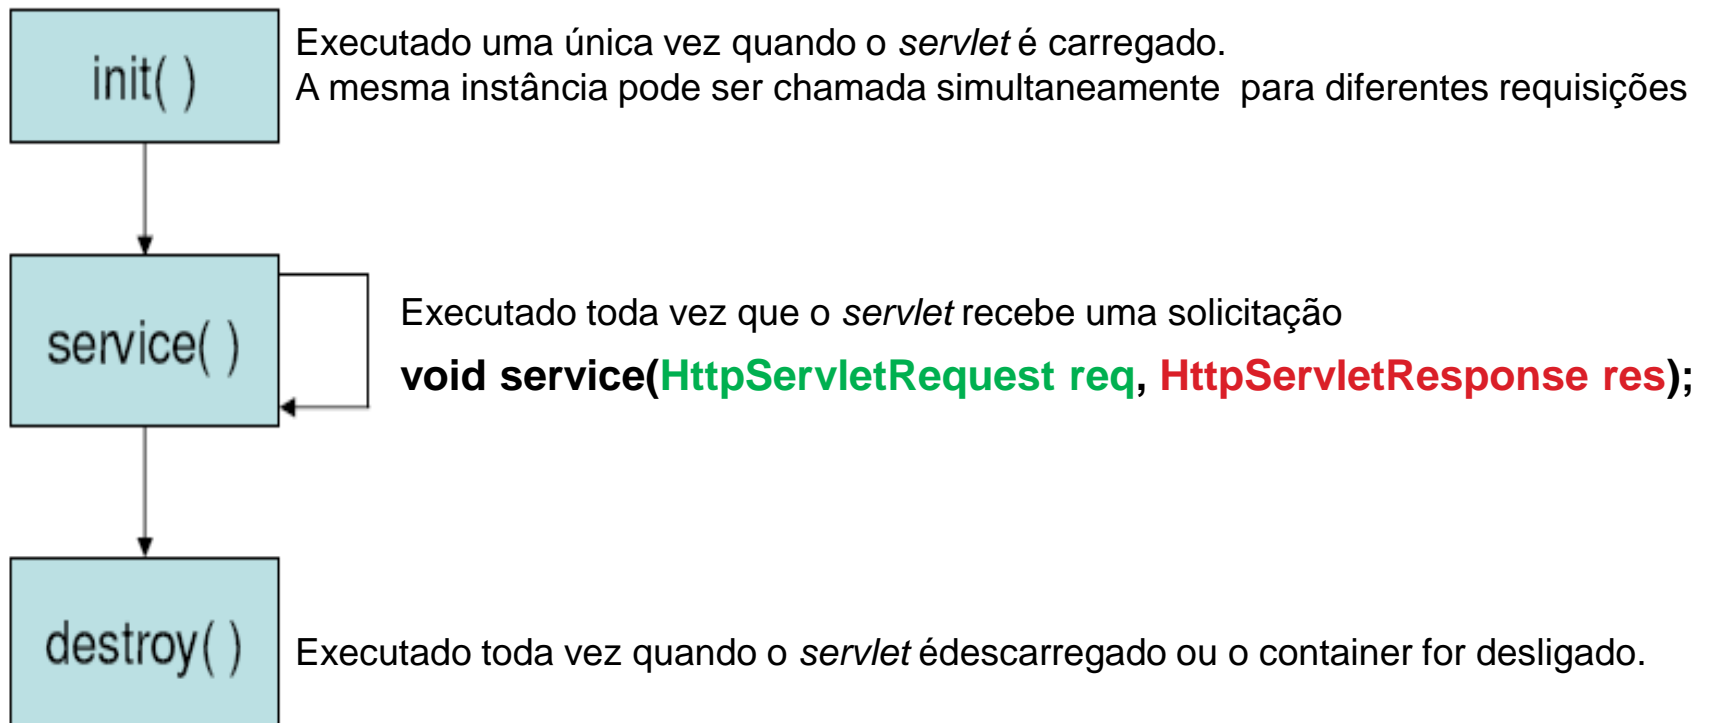 init( )
Executado uma única vez quando o servlet é carregado.
A mesma instância pode ser chamada simultaneamente para diferentes requisições
service( )
Executado toda vez que o servlet recebe uma solicitação
void service(HttpServletRequest req, HttpServletResponse res);
destroy( )
Executado toda vez quando o servlet édescarregado ou o container for desligado.